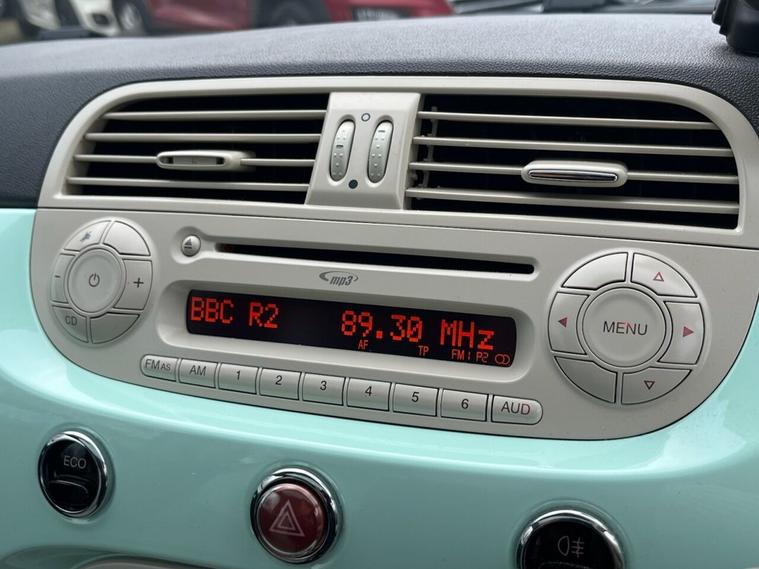 mp3
BBC R2 89.30 MHz
AF TP FM1 P2 CD
+
-
CD
MENU
FM AS AM 1 2 3 4 5 6 AUD
ECO